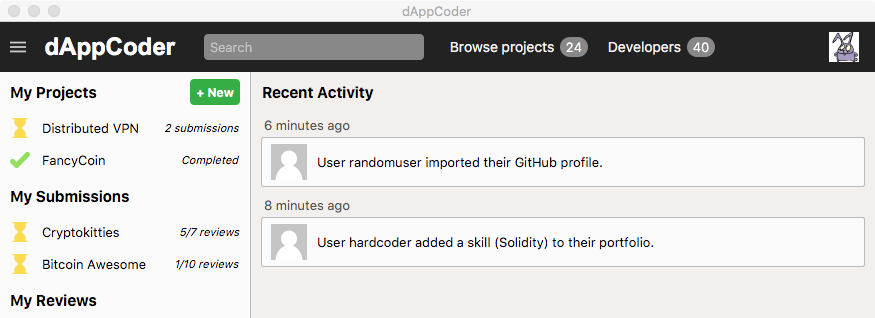 dAppCoder
dAppCoder Search Browse projects 24 Developers 40
My Projects + New
Distributed VPN 2 submissions
FancyCoin Completed
My Submissions
Cryptokitties 5/7 reviews
Bitcoin Awesome 1/10 reviews
My Reviews
Recent Activity
6 minutes ago
User randomuser imported their GitHub profile.
8 minutes ago
User hardcoder added a skill (Solidity) to their portfolio.